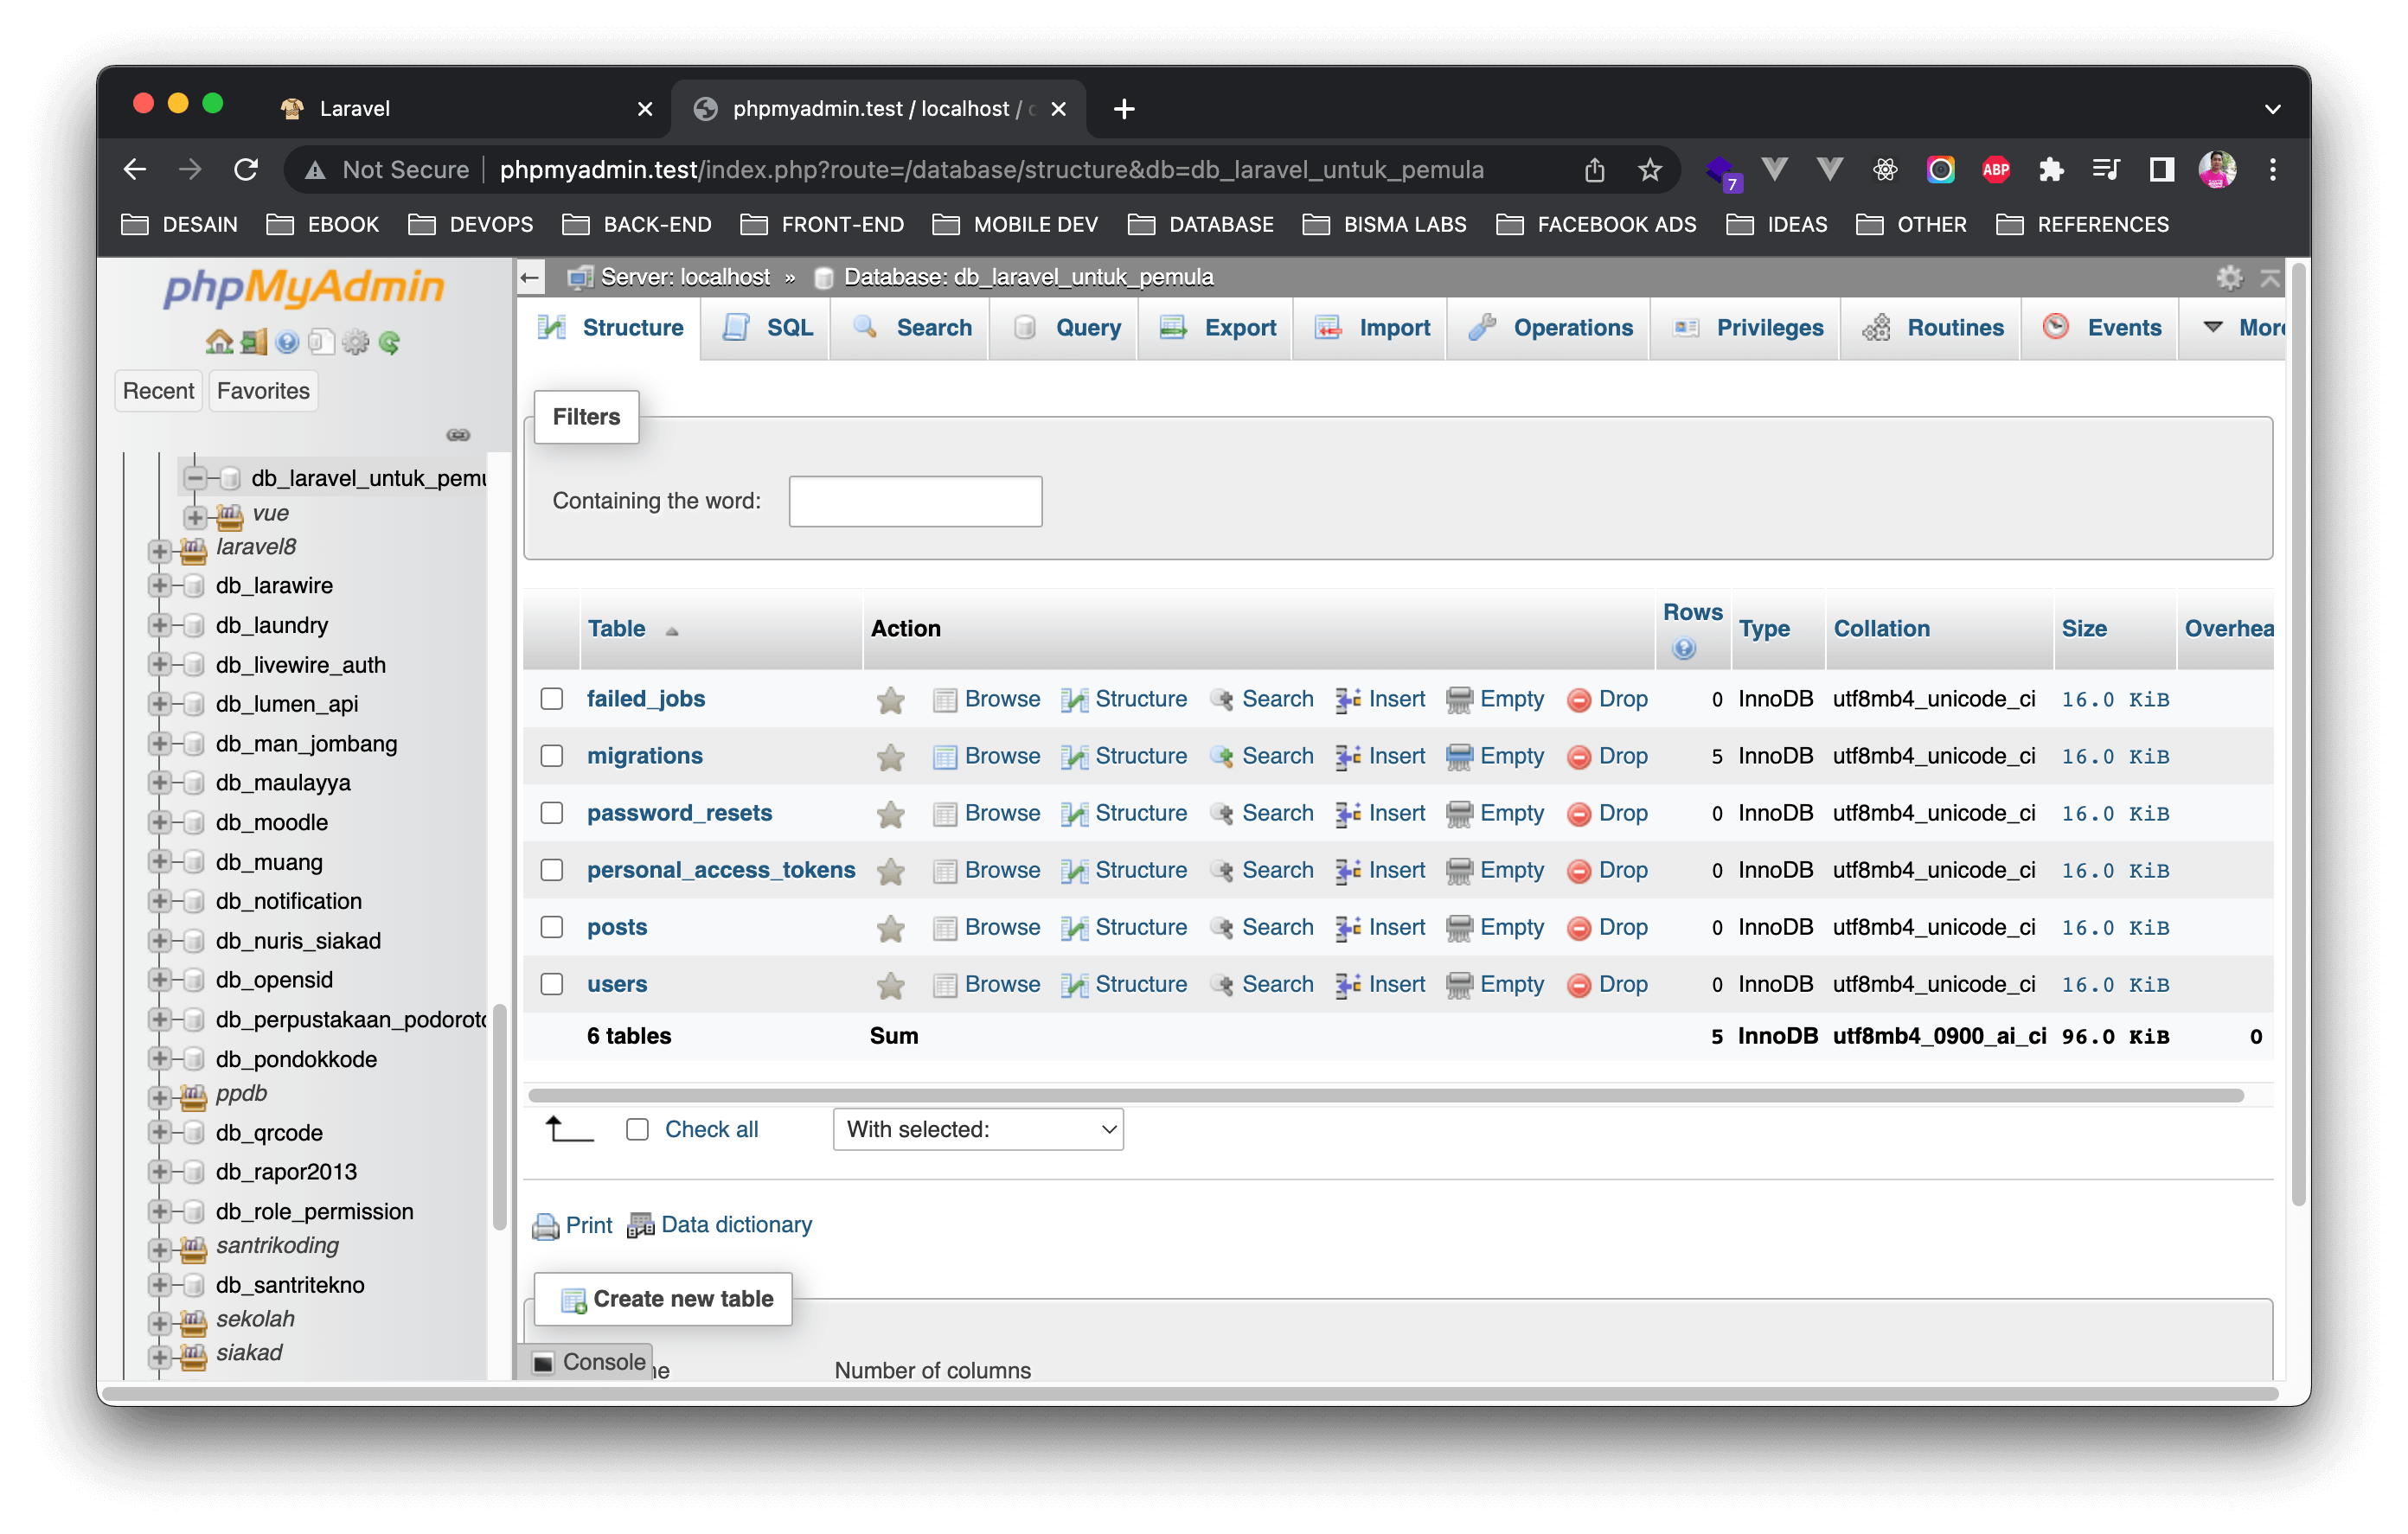 Laravel
phpmyadmin.test / localhost /
Not Secure phpmyadmin.test/index.php?route=/database/structure&db=db_laravel_untuk_pemula
7 ABP
DESAIN EBOOK DEVOPS BACK-END FRONT-END MOBILE DEV DATABASE BISMA LABS FACEBOOK ADS IDEAS OTHER REFERENCES
phpMyAdmin
Recent Favorites
db_laravel_untuk_pemu
vue
laravel8
db_larawire
db_laundry
db_livewire_auth
db_lumen_api
db_man_jombang
db_maulayya
db_moodle
db_muang
db_notification
db_nuris_siakad
db_opensid
db_perpustakaan_podoroto
db_pondokkode
ppdb
db_qrcode
db_rapor2013
db_role_permission
santrikoding
db_santritekno
sekolah
siakad
Server: localhost » Database: db_laravel_untuk_pemula
Structure SQL Search Query Export Import Operations Privileges Routines Events More
Filters
Containing the word:
Table Action Rows Type Collation Size Overhea
failed_jobs Browse Structure Search Insert Empty Drop 0 InnoDB utf8mb4_unicode_ci 16.0 KiB
migrations Browse Structure Search Insert Empty Drop 5 InnoDB utf8mb4_unicode_ci 16.0 KiB
password_resets Browse Structure Search Insert Empty Drop 0 InnoDB utf8mb4_unicode_ci 16.0 KiB
personal_access_tokens Browse Structure Search Insert Empty Drop 0 InnoDB utf8mb4_unicode_ci 16.0 KiB
posts Browse Structure Search Insert Empty Drop 0 InnoDB utf8mb4_unicode_ci 16.0 KiB
users Browse Structure Search Insert Empty Drop 0 InnoDB utf8mb4_unicode_ci 16.0 KiB
6 tables Sum 5 InnoDB utf8mb4_0900_ai_ci 96.0 KiB 0
Check all With selected:
Print Data dictionary
Create new table
Console
Number of columns